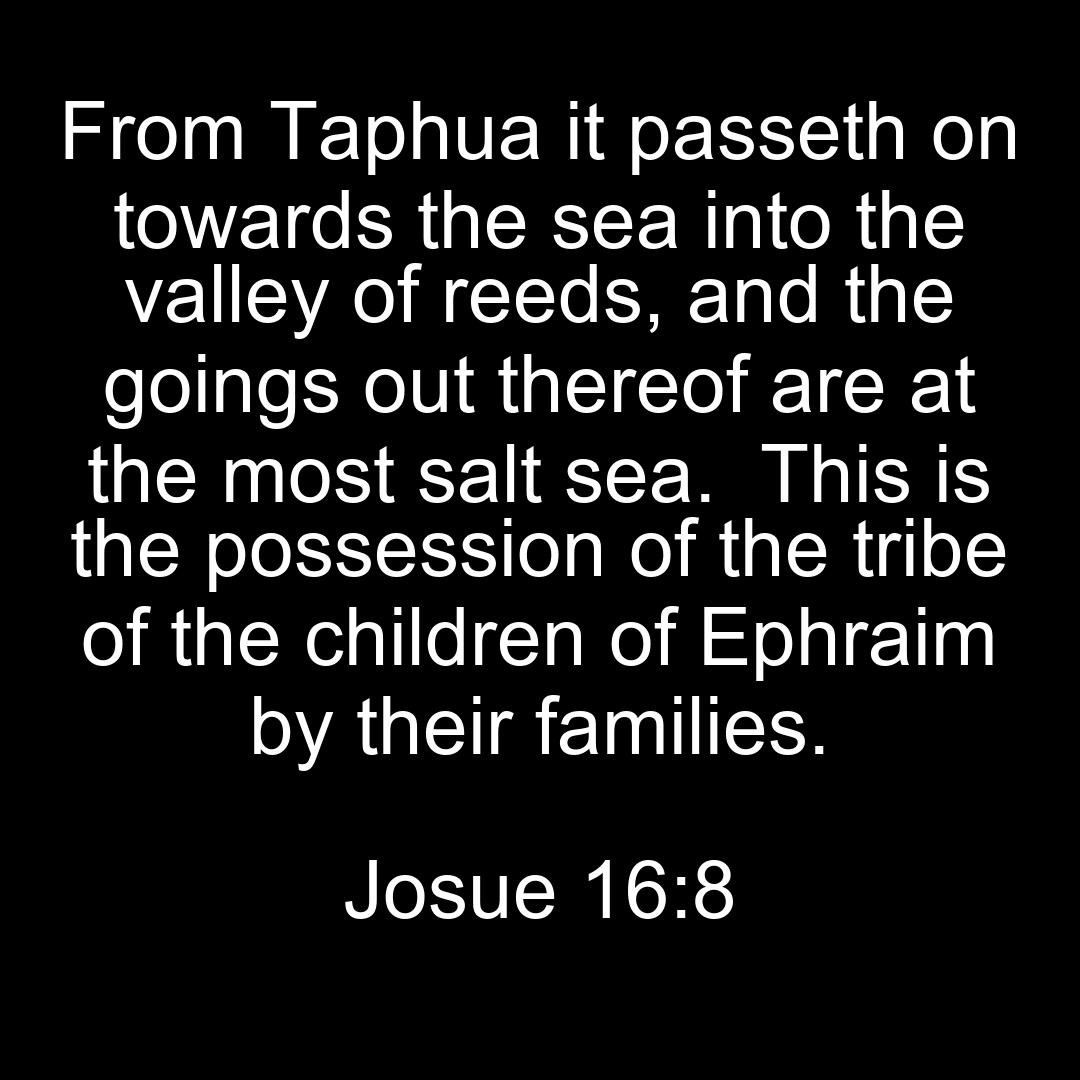 From Taphua it passeth on
towards the sea into the
valley of reeds, and the
goings out thereof are at
the most salt sea.  This is
the possession of the tribe
of the children of Ephraim
by their families.
Josue 16:8